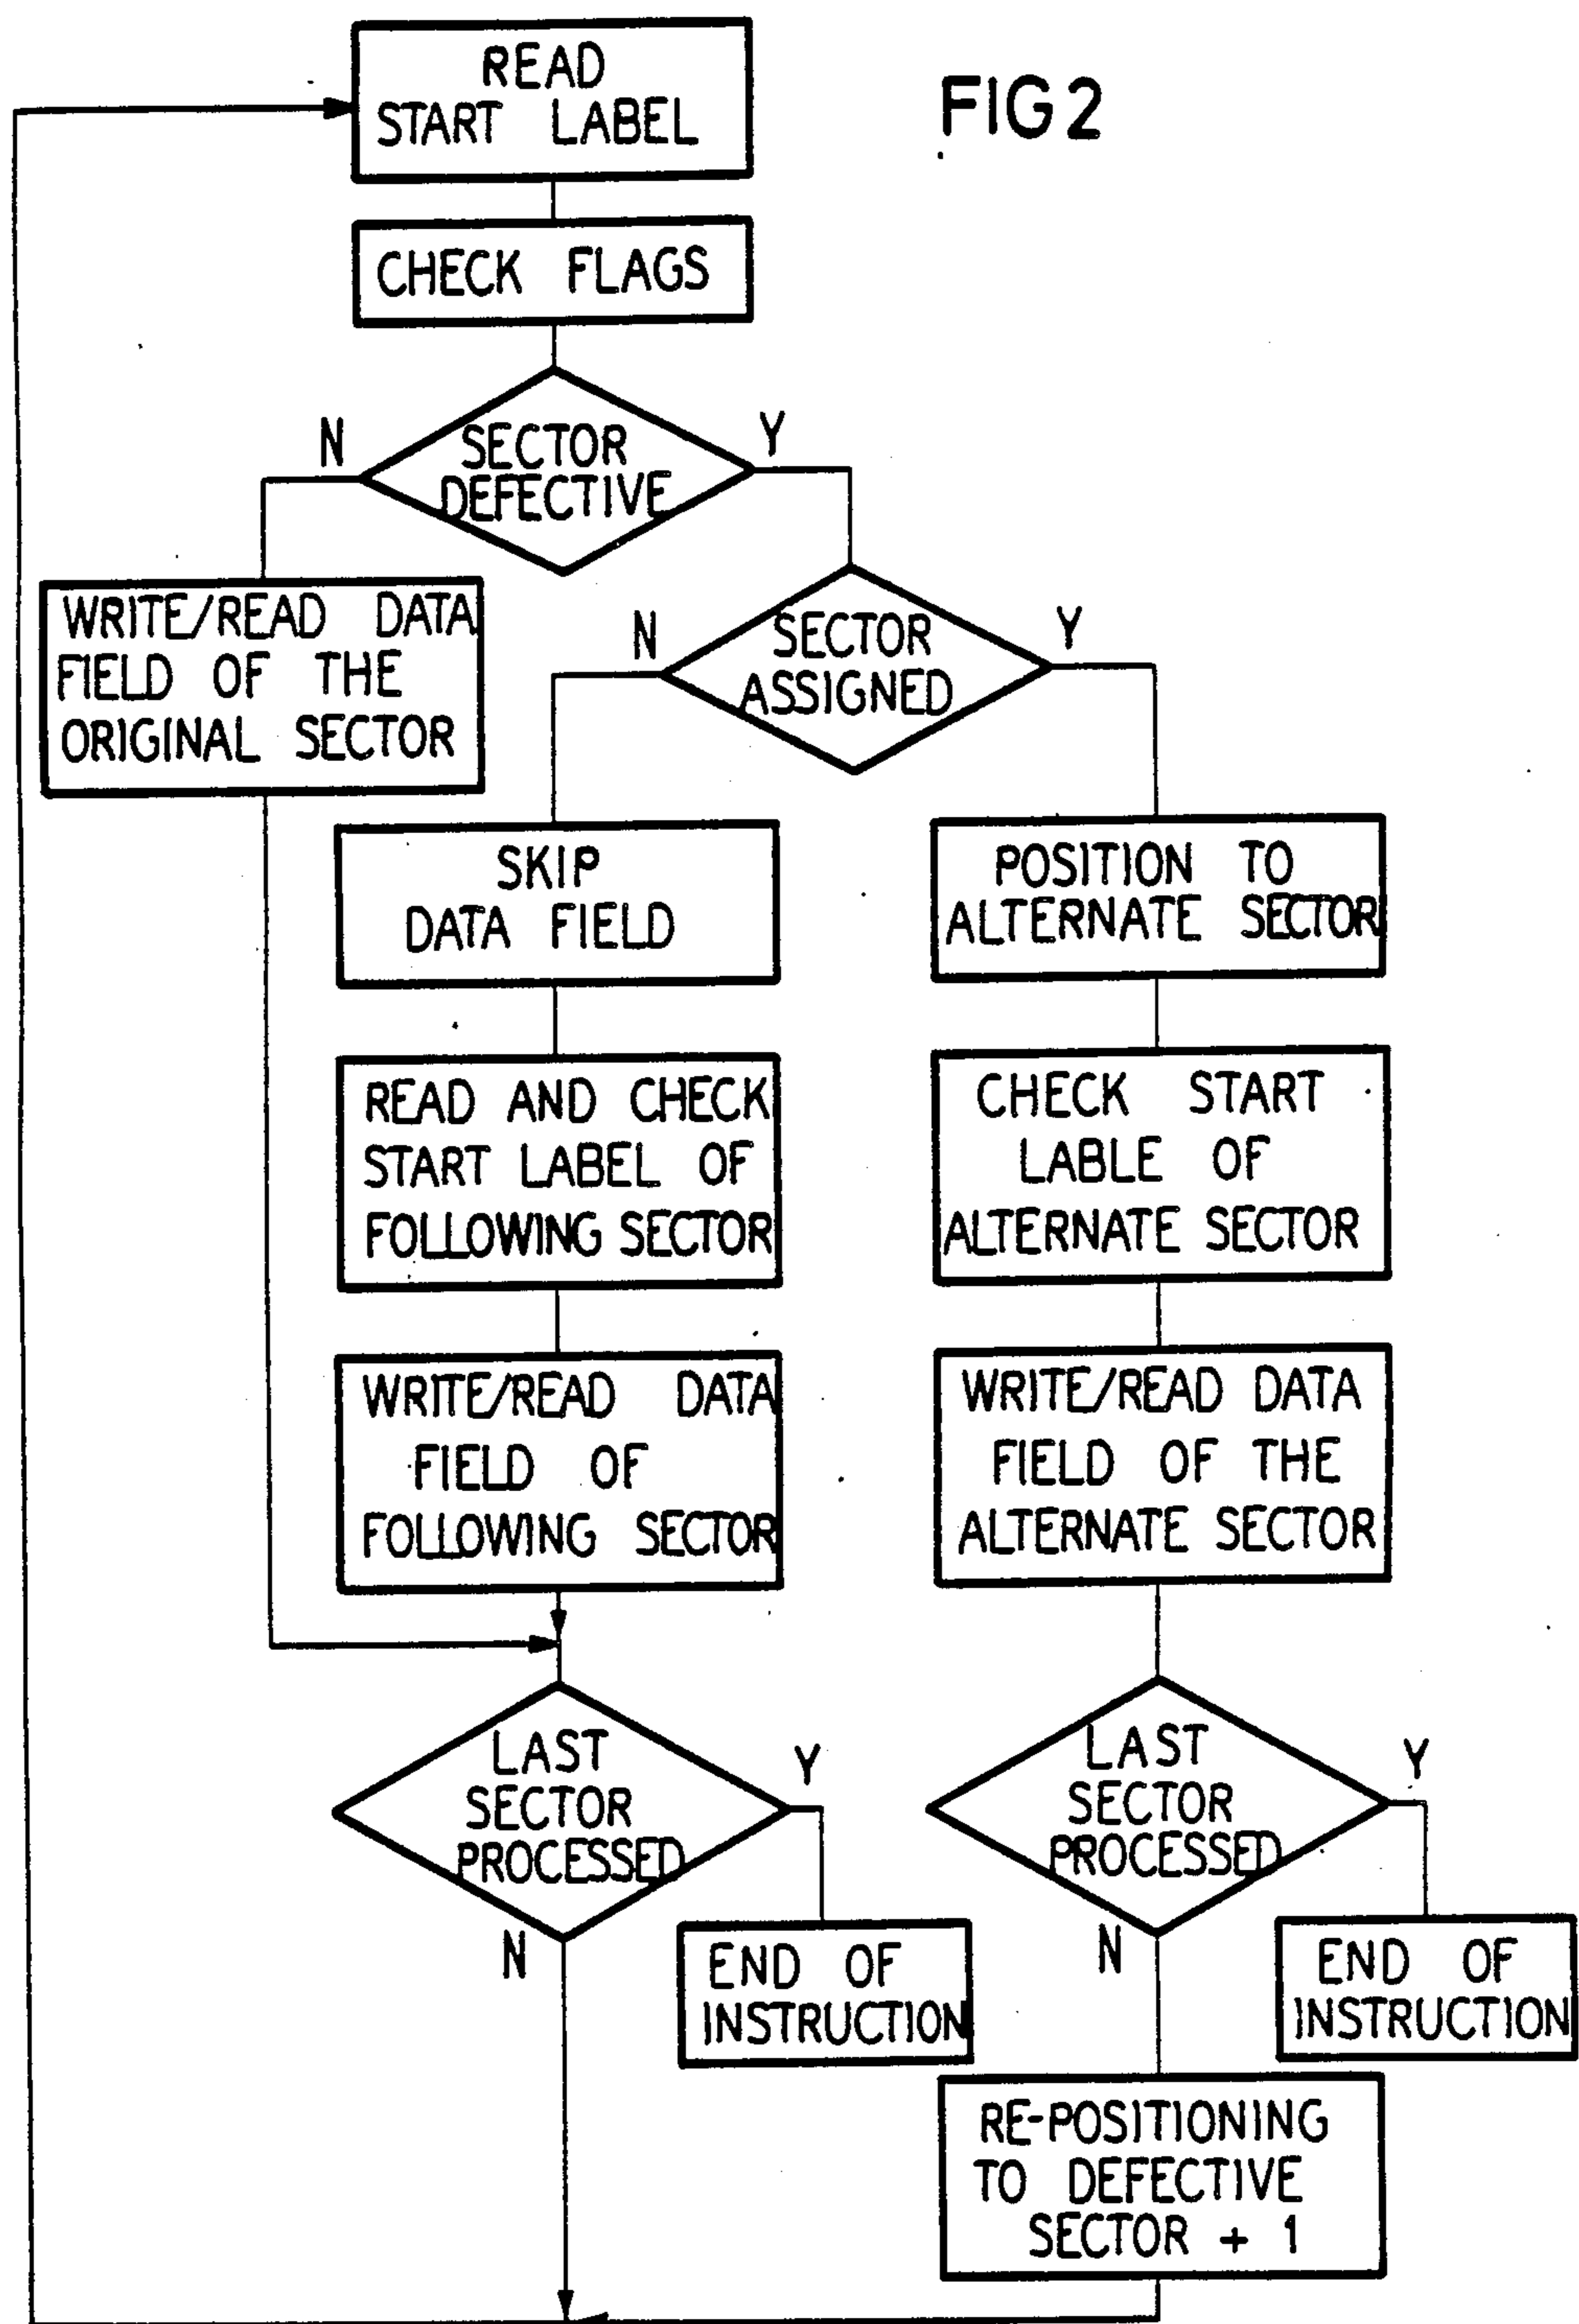 READ
START LABEL
FIG 2
CHECK FLAGS
N
Y
SECTOR
DEFECTIVE
WRITE/READ DATA
FIELD OF THE
ORIGINAL SECTOR
N
Y
SECTOR
ASSIGNED
SKIP
DATA FIELD
POSITION TO
ALTERNATE SECTOR
READ AND CHECK
START LABEL OF
FOLLOWING SECTOR
CHECK START
LABLE OF
ALTERNATE SECTOR
WRITE/READ DATA
FIELD OF
FOLLOWING SECTOR
WRITE/READ DATA
FIELD OF THE
ALTERNATE SECTOR
LAST
SECTOR
PROCESSED
Y
N
END OF
INSTRUCTION
LAST
SECTOR
PROCESSED
Y
N
END OF
INSTRUCTION
RE-POSITIONING
TO DEFECTIVE
SECTOR + 1